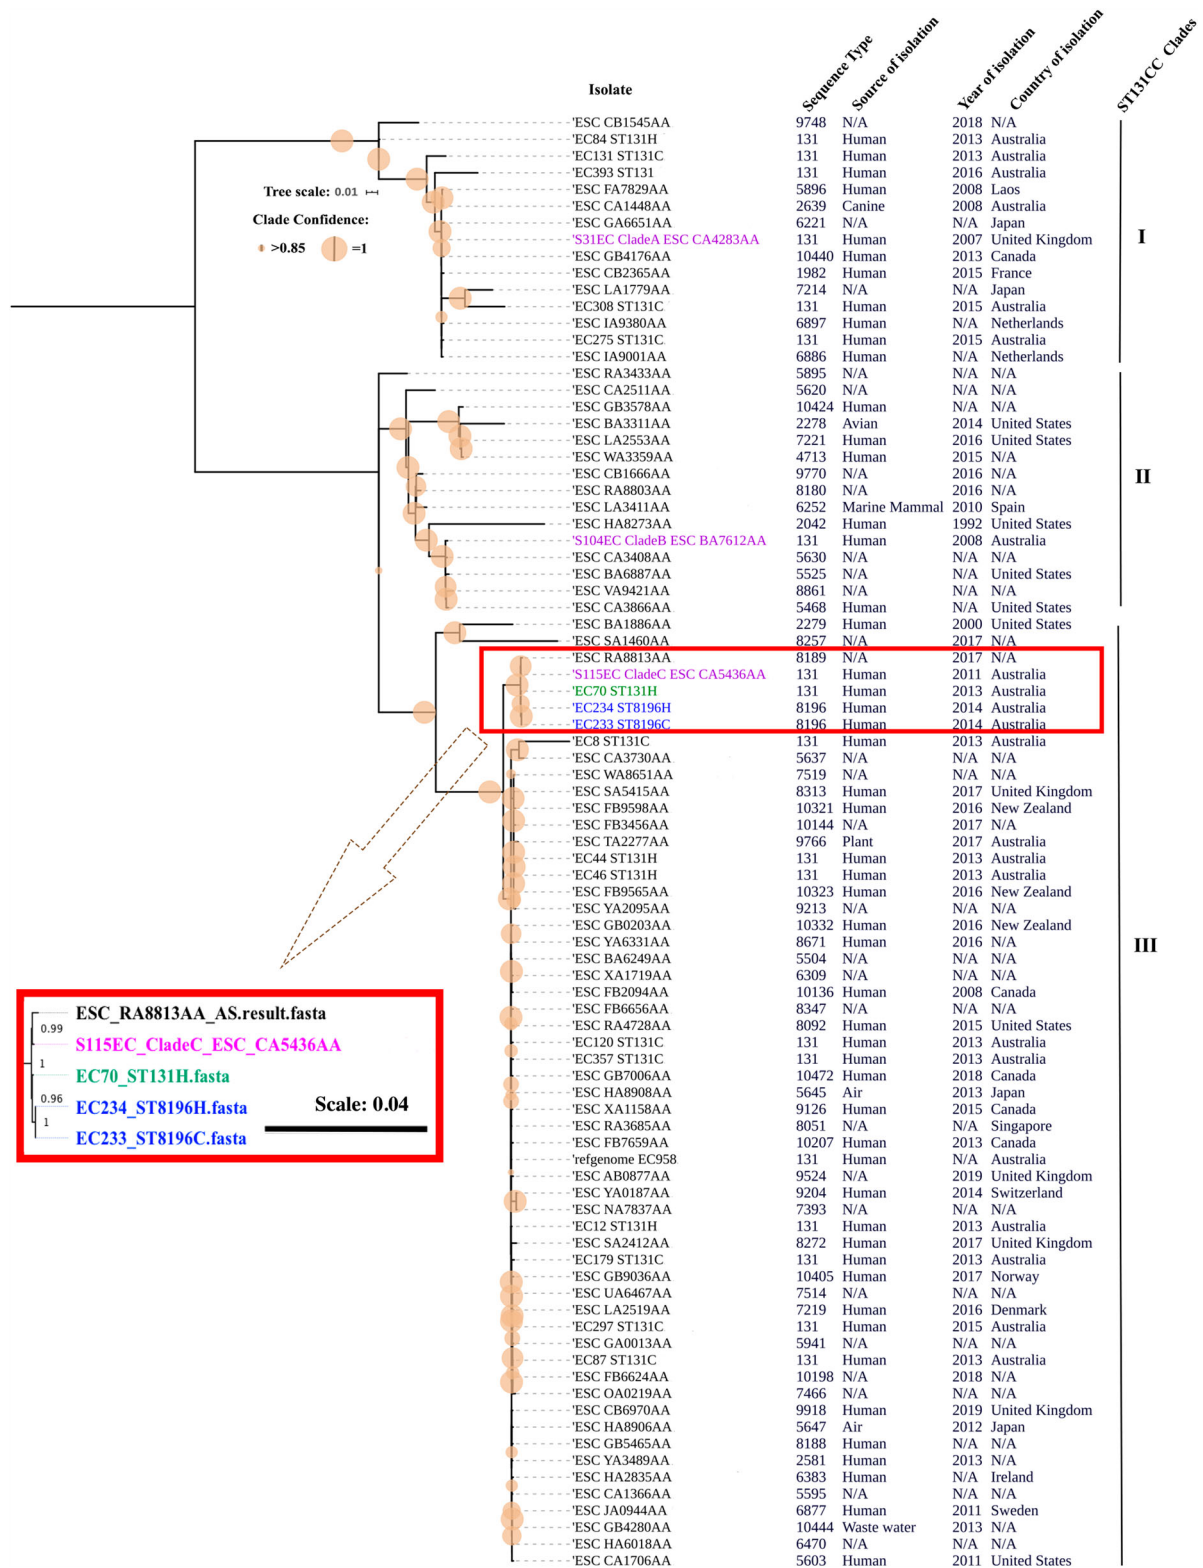 Isolate
Sequence Type
Source of isolation
Year of isolation
Country of isolation
ST131CC Clades
'ESC CB1545AA 9748 N/A 2018 N/A
'EC84 ST131H 131 Human 2013 Australia
'EC131 ST131C 131 Human 2013 Australia
'EC393 ST131 131 Human 2016 Australia
Tree scale: 0.01
'ESC FA7829AA 5896 Human 2008 Laos
'ESC CA1448AA 2639 Canine 2008 Australia
Clade Confidence:
'ESC GA6651AA 6221 N/A N/A Japan
'S31EC CladeA ESC CA4283AA 131 Human 2007 United Kingdom
I
>0.85 =1
'ESC GB4176AA 10440 Human 2013 Canada
'ESC CB2365AA 1982 Human 2015 France
'ESC LA1779AA 7214 N/A N/A Japan
'EC308 ST131C 131 Human 2015 Australia
'ESC IA9380AA 6897 Human N/A Netherlands
'EC275 ST131C 131 Human 2015 Australia
'ESC IA9001AA 6886 Human N/A Netherlands
'ESC RA3433AA 5895 N/A N/A N/A
'ESC CA2511AA 5620 N/A N/A N/A
'ESC GB3578AA 10424 Human N/A N/A
'ESC BA3311AA 2278 Avian 2014 United States
'ESC LA2553AA 7221 Human 2016 United States
'ESC WA3359AA 4713 Human 2015 N/A
'ESC CB1666AA 9770 N/A 2016 N/A
II
'ESC RA8803AA 8180 N/A 2016 N/A
'ESC LA3411AA 6252 Marine Mammal 2010 Spain
'ESC HA8273AA 2042 Human 1992 United States
'S104EC CladeB ESC BA7612AA 131 Human 2008 Australia
'ESC CA3408AA 5630 N/A N/A N/A
'ESC BA6887AA 5525 N/A N/A United States
'ESC VA9421AA 8861 N/A N/A N/A
'ESC CA3866AA 5468 Human N/A United States
'ESC BA1886AA 2279 Human 2000 United States
'ESC SA1460AA 8257 N/A 2017 N/A
'ESC RA8813AA 8189 N/A 2017 N/A
'S115EC CladeC ESC CA5436AA 131 Human 2011 Australia
'EC70 ST131H 131 Human 2013 Australia
'EC234 ST8196H 8196 Human 2014 Australia
'EC233 ST8196C 8196 Human 2014 Australia
'EC8 ST131C 131 Human 2013 Australia
'ESC CA3730AA 5637 N/A N/A N/A
'ESC WA8651AA 7519 N/A N/A N/A
'ESC SA5415AA 8313 Human 2017 United Kingdom
'ESC FB9598AA 10321 Human 2016 New Zealand
'ESC FB3456AA 10144 N/A 2017 N/A
'ESC TA2277AA 9766 Plant 2017 Australia
'EC44 ST131H 131 Human 2013 Australia
'EC46 ST131H 131 Human 2013 Australia
'ESC FB9565AA 10323 Human 2016 New Zealand
'ESC YA2095AA 9213 N/A N/A N/A
'ESC GB0203AA 10332 Human 2016 New Zealand
'ESC YA6331AA 8671 Human 2016 N/A
III
'ESC BA6249AA 5504 N/A N/A N/A
'ESC XA1719AA 6309 N/A N/A N/A
'ESC FB2094AA 10136 Human 2008 Canada
'ESC FB6656AA 8347 N/A N/A N/A
'ESC RA4728AA 8092 Human 2015 United States
'EC120 ST131C 131 Human 2013 Australia
'EC357 ST131C 131 Human 2013 Australia
'ESC GB7006AA 10472 Human 2018 Canada
'ESC HA8908AA 5645 Air 2013 Japan
'ESC XA1158AA 9126 Human 2015 Canada
'ESC RA3685AA 8051 N/A N/A Singapore
'ESC FB7659AA 10207 Human 2013 Canada
'refgenome EC958 131 Human N/A Australia
'ESC AB0877AA 9524 N/A 2019 United Kingdom
'ESC YA0187AA 9204 Human 2014 Switzerland
'ESC NA7837AA 7393 N/A N/A N/A
'EC12 ST131H 131 Human 2013 Australia
'ESC SA2412AA 8272 Human 2017 United Kingdom
'EC179 ST131C 131 Human 2013 Australia
'ESC GB9036AA 10405 Human 2017 Norway
'ESC UA6467AA 7514 N/A N/A N/A
'ESC LA2519AA 7219 Human 2016 Denmark
'EC297 ST131C 131 Human 2015 Australia
'ESC GA0013AA 5941 N/A N/A N/A
'EC87 ST131C 131 Human 2013 Australia
'ESC FB6624AA 10198 N/A 2018 N/A
'ESC OA0219AA 7466 N/A N/A N/A
'ESC CB6970AA 9918 Human 2019 United Kingdom
'ESC HA8906AA 5647 Air 2012 Japan
'ESC GB5465AA 8188 Human N/A N/A
'ESC YA3489AA 2581 Human 2013 N/A
'ESC HA2835AA 6383 Human N/A Ireland
'ESC CA1366AA 5595 N/A N/A N/A
'ESC JA0944AA 6877 Human 2011 Sweden
'ESC GB4280AA 10444 Waste water 2013 N/A
'ESC HA6018AA 6470 N/A N/A N/A
'ESC CA1706AA 5603 Human 2011 United States
ESC_RA8813AA_AS.result.fasta
0.99
S115EC_CladeC_ESC_CA5436AA
1
EC70_ST131H.fasta
0.96
EC234_ST8196H.fasta
Scale: 0.04
1
EC233_ST8196C.fasta